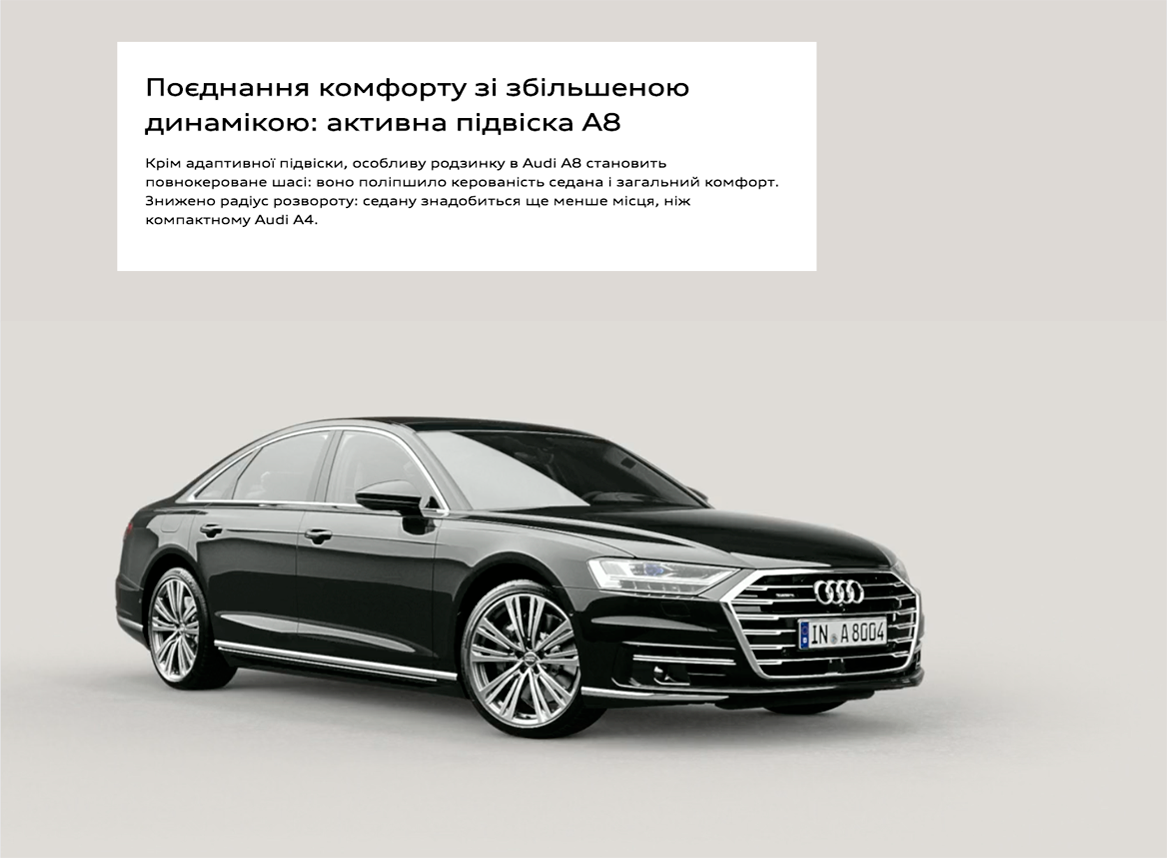 Поєднання комфорту зі збільшеною
динамікою: активна підвіска A8
Крім адаптивної підвіски, особливу родзинку в Audi A8 становить
повнокероване шасі: воно поліпшило керованість седана і загальний комфорт.
Знижено радіус розвороту: седану знадобиться ще менше місця, ніж
компактному Audi A4.
IN A 8004